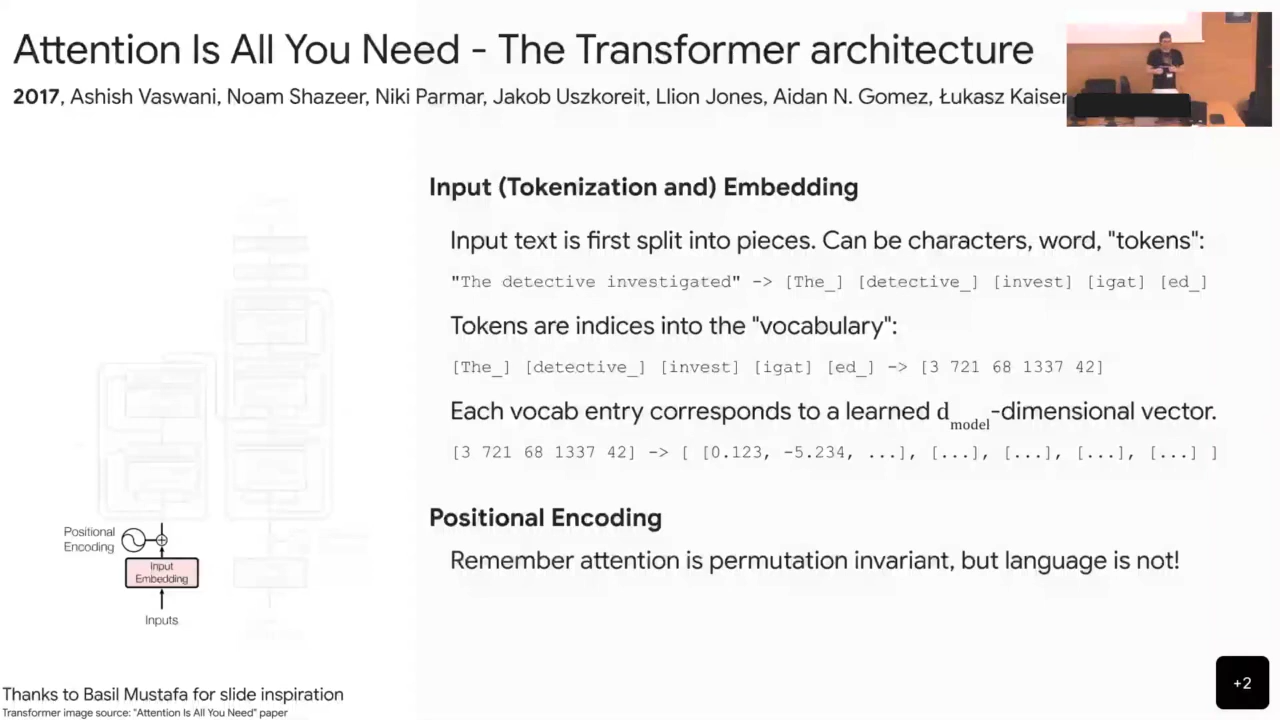 Attention Is All You Need - The Transformer architecture
2017, Ashish Vaswani, Noam Shazeer, Niki Parmar, Jakob Uszkoreit, Llion Jones, Aidan N. Gomez, Łukasz Kaiser
Input (Tokenization and) Embedding
Input text is first split into pieces. Can be characters, word, "tokens":
"The detective investigated" -> [The_] [detective_] [invest] [igat] [ed_]
Tokens are indices into the "vocabulary":
[The_] [detective_] [invest] [igat] [ed_] -> [3 721 68 1337 42]
Each vocab entry corresponds to a learned dmodel-dimensional vector.
[3 721 68 1337 42] -> [ [0.123, -5.234, ...], [...], [...], [...], [...] ]
Positional Encoding
Remember attention is permutation invariant, but language is not!
Positional
Encoding
Input
Embedding
Inputs
Thanks to Basil Mustafa for slide inspiration
Transformer image source: "Attention Is All You Need" paper
+2